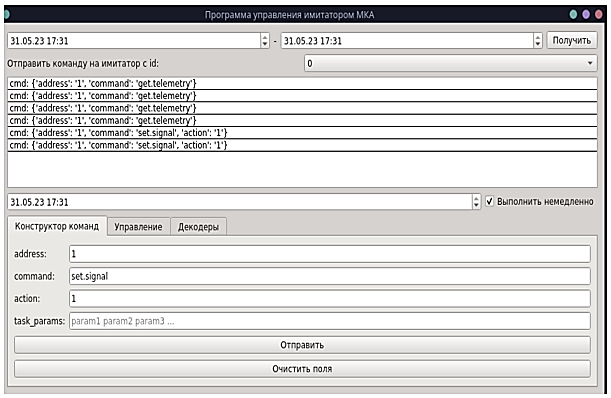 Программа управления имитатором МКА
31.05.23 17:31 - 31.05.23 17:31 Получить
Отправить команду на имитатор с id: 0
cmd: {'address': '1', 'command': 'get.telemetry'}
cmd: {'address': '1', 'command': 'get.telemetry'}
cmd: {'address': '1', 'command': 'get.telemetry'}
cmd: {'address': '1', 'command': 'get.telemetry'}
cmd: {'address': '1', 'command': 'set.signal', 'action': '1'}
cmd: {'address': '1', 'command': 'set.signal', 'action': '1'}
31.05.23 17:31 Выполнить немедленно
Конструктор команд Управление Декодеры
address: 1
command: set.signal
action: 1
task_params: param1 param2 param3 ...
Отправить
Очистить поля